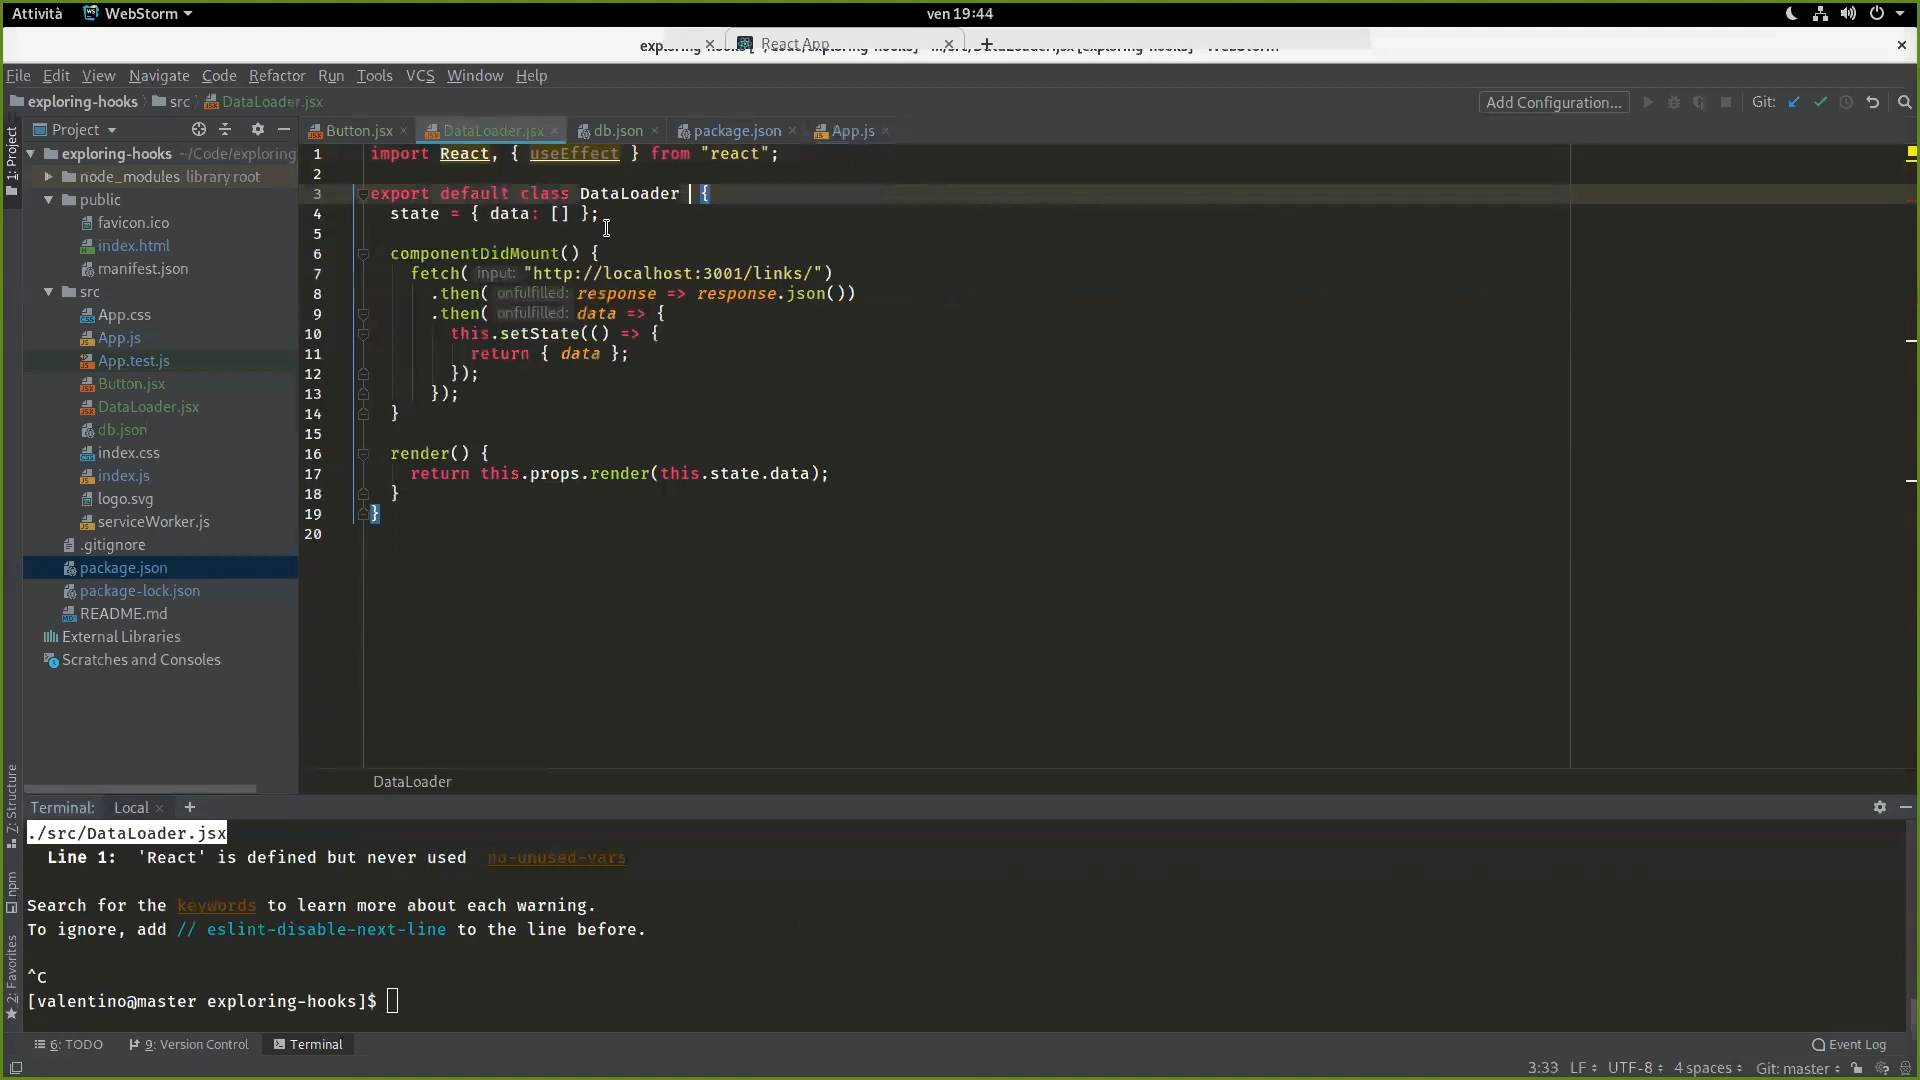 Attività WebStorm ven 19:44
React App
File Edit View Navigate Code Refactor Run Tools VCS Window Help
exploring-hooks src DataLoader.jsx Add Configuration... Git:
1: Project
Project
Button.jsx DataLoader.jsx db.json package.json App.js
exploring-hooks ~/Code/exploring
node_modules library root
public
favicon.ico
index.html
manifest.json
src
App.css
App.js
App.test.js
Button.jsx
DataLoader.jsx
db.json
index.css
index.js
logo.svg
serviceWorker.js
.gitignore
package.json
package-lock.json
README.md
External Libraries
Scratches and Consoles
1 import React, { useEffect } from "react";
2
3 export default class DataLoader {
4 state = { data: [] };
5
6 componentDidMount() {
7 fetch( input: "http://localhost:3001/links/")
8 .then( onfulfilled: response => response.json())
9 .then( onfulfilled: data => {
10 this.setState(() => {
11 return { data };
12 });
13 });
14 }
15
16 render() {
17 return this.props.render(this.state.data);
18 }
19 }
20
DataLoader
7: Structure
npm
2: Favorites
Terminal: Local +
./src/DataLoader.jsx
Line 1: 'React' is defined but never used no-unused-vars
Search for the keywords to learn more about each warning.
To ignore, add // eslint-disable-next-line to the line before.
^C
[valentino@master exploring-hooks]$
6: TODO 9: Version Control Terminal Event Log
3:33 LF UTF-8 4 spaces Git: master